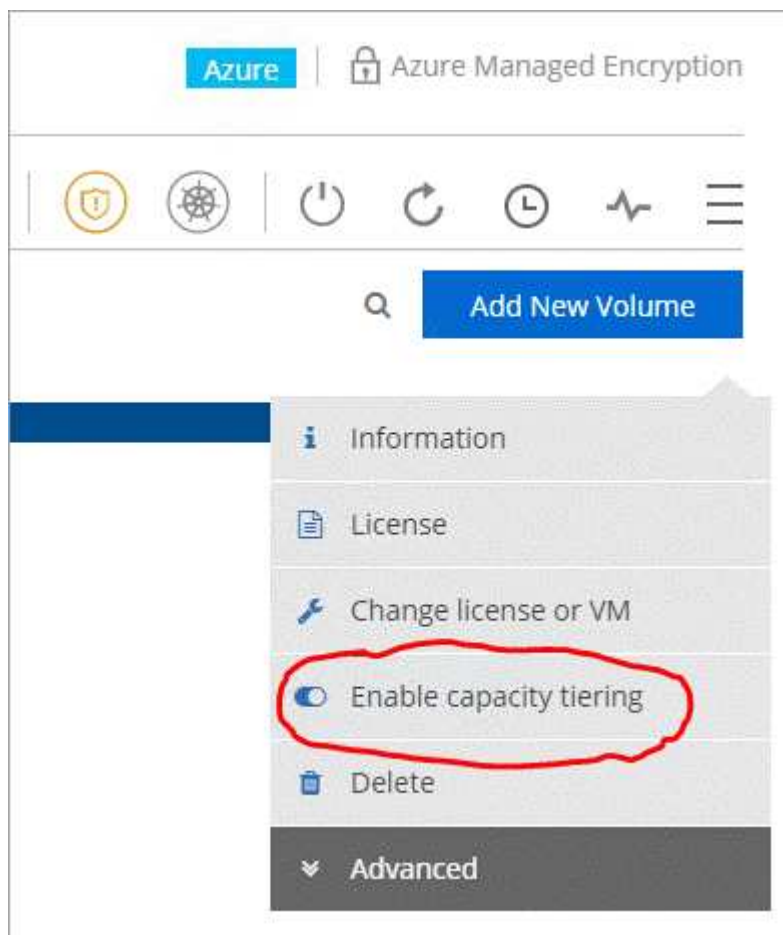 Azure
Azure Managed Encryption
Add New Volume
Information
License
Change license or VM
Enable capacity tiering
Delete
Advanced